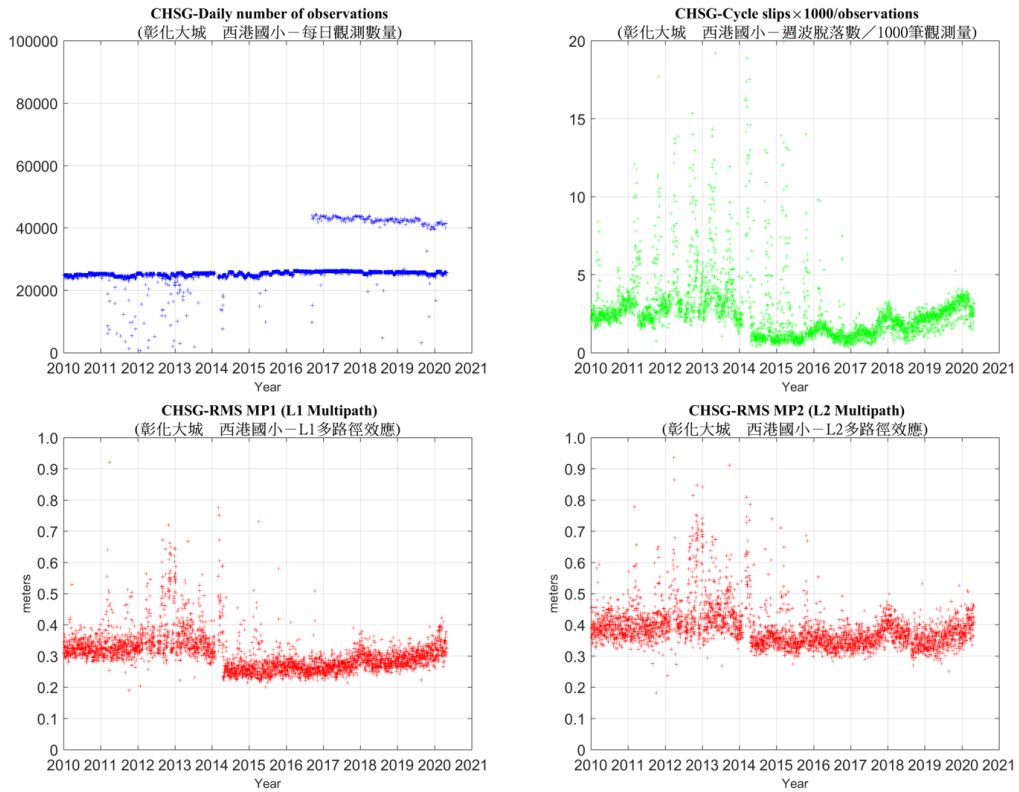 CHSG-Daily number of observations
(彰化大城　西港國小－每日觀測數量)
100000
80000
60000
40000
20000
0
2010 2011 2012 2013 2014 2015 2016 2017 2018 2019 2020 2021
Year
CHSG-Cycle slips×1000/observations
(彰化大城　西港國小－週波脫落數／1000筆觀測量)
20
15
10
5
0
2010 2011 2012 2013 2014 2015 2016 2017 2018 2019 2020 2021
Year
CHSG-RMS MP1 (L1 Multipath)
(彰化大城　西港國小－L1多路徑效應)
meters
1.0
0.9
0.8
0.7
0.6
0.5
0.4
0.3
0.2
0.1
0
2010 2011 2012 2013 2014 2015 2016 2017 2018 2019 2020 2021
Year
CHSG-RMS MP2 (L2 Multipath)
(彰化大城　西港國小－L2多路徑效應)
meters
1.0
0.9
0.8
0.7
0.6
0.5
0.4
0.3
0.2
0.1
0
2010 2011 2012 2013 2014 2015 2016 2017 2018 2019 2020 2021
Year